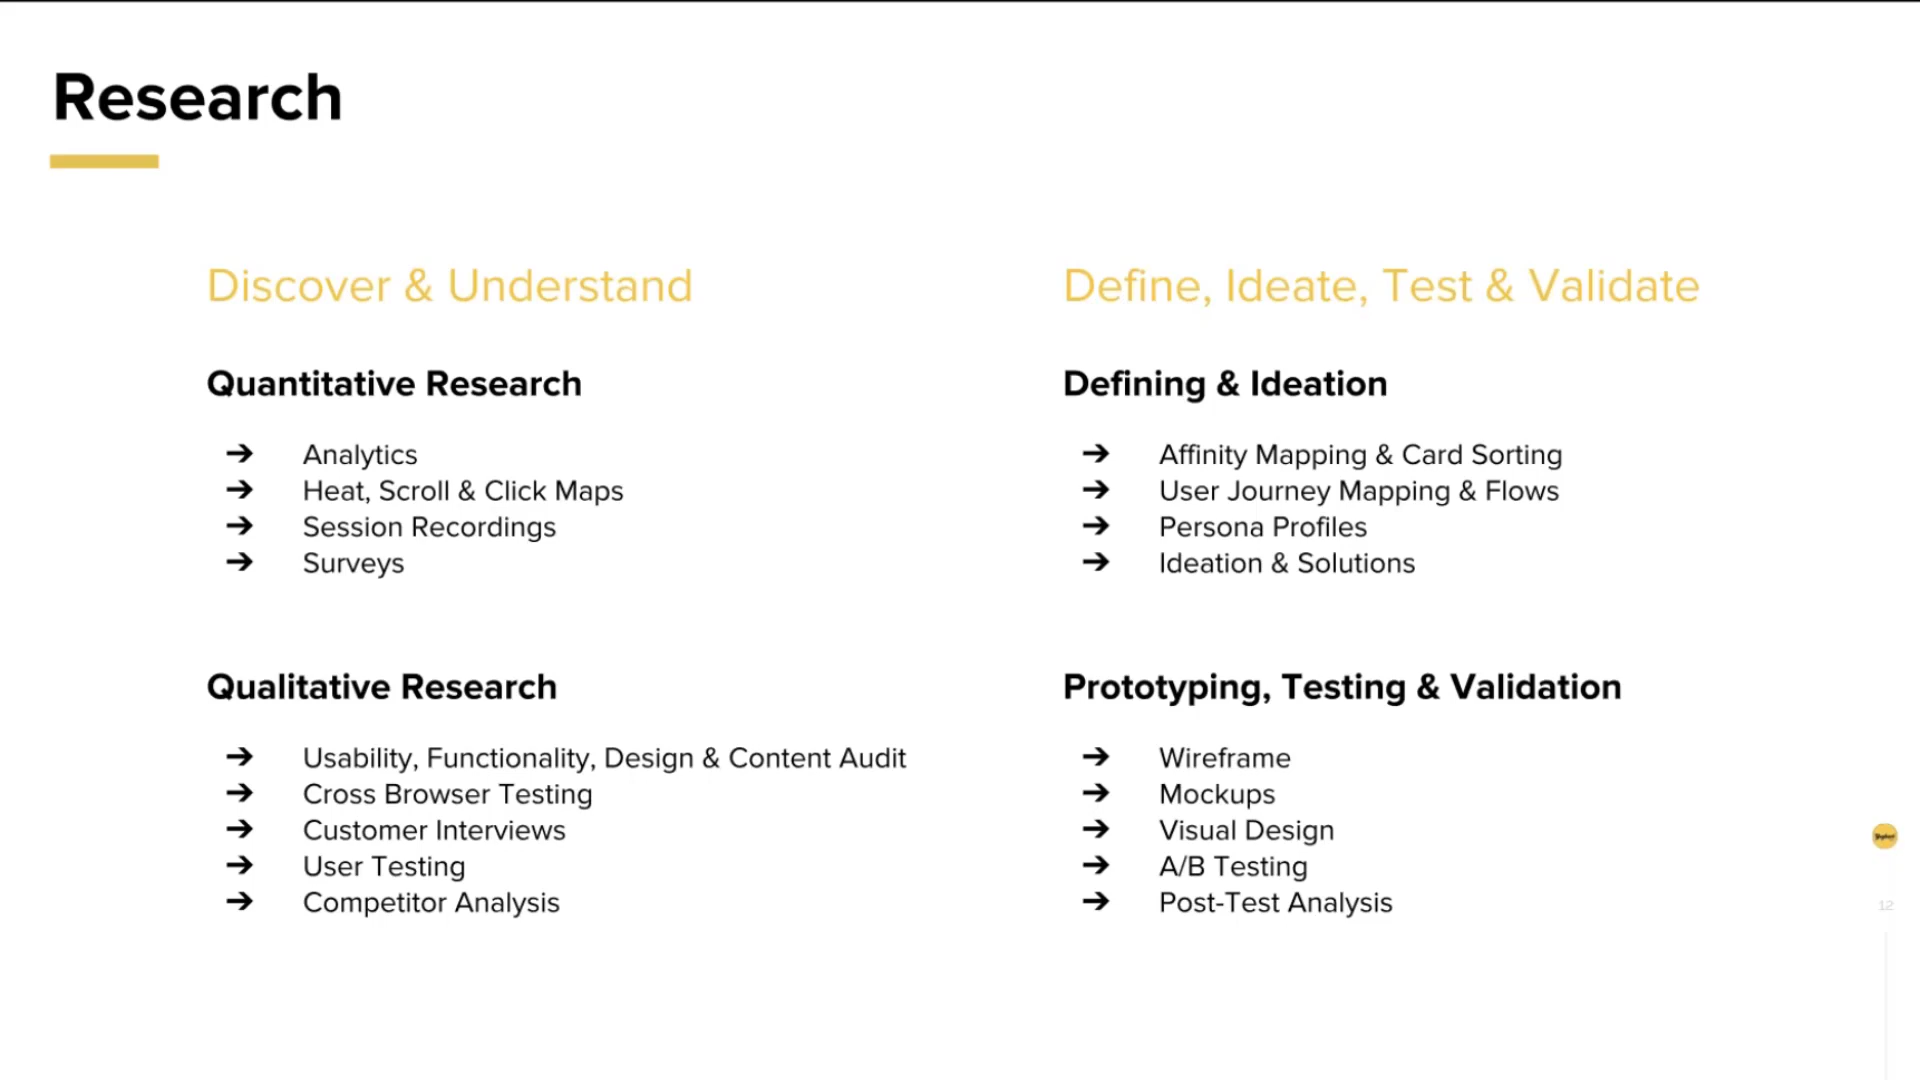 Research
Discover & Understand
Quantitative Research
➔ Analytics
➔ Heat, Scroll & Click Maps
➔ Session Recordings
➔ Surveys
Qualitative Research
➔ Usability, Functionality, Design & Content Audit
➔ Cross Browser Testing
➔ Customer Interviews
➔ User Testing
➔ Competitor Analysis
Define, Ideate, Test & Validate
Defining & Ideation
➔ Affinity Mapping & Card Sorting
➔ User Journey Mapping & Flows
➔ Persona Profiles
➔ Ideation & Solutions
Prototyping, Testing & Validation
➔ Wireframe
➔ Mockups
➔ Visual Design
➔ A/B Testing
➔ Post-Test Analysis
12